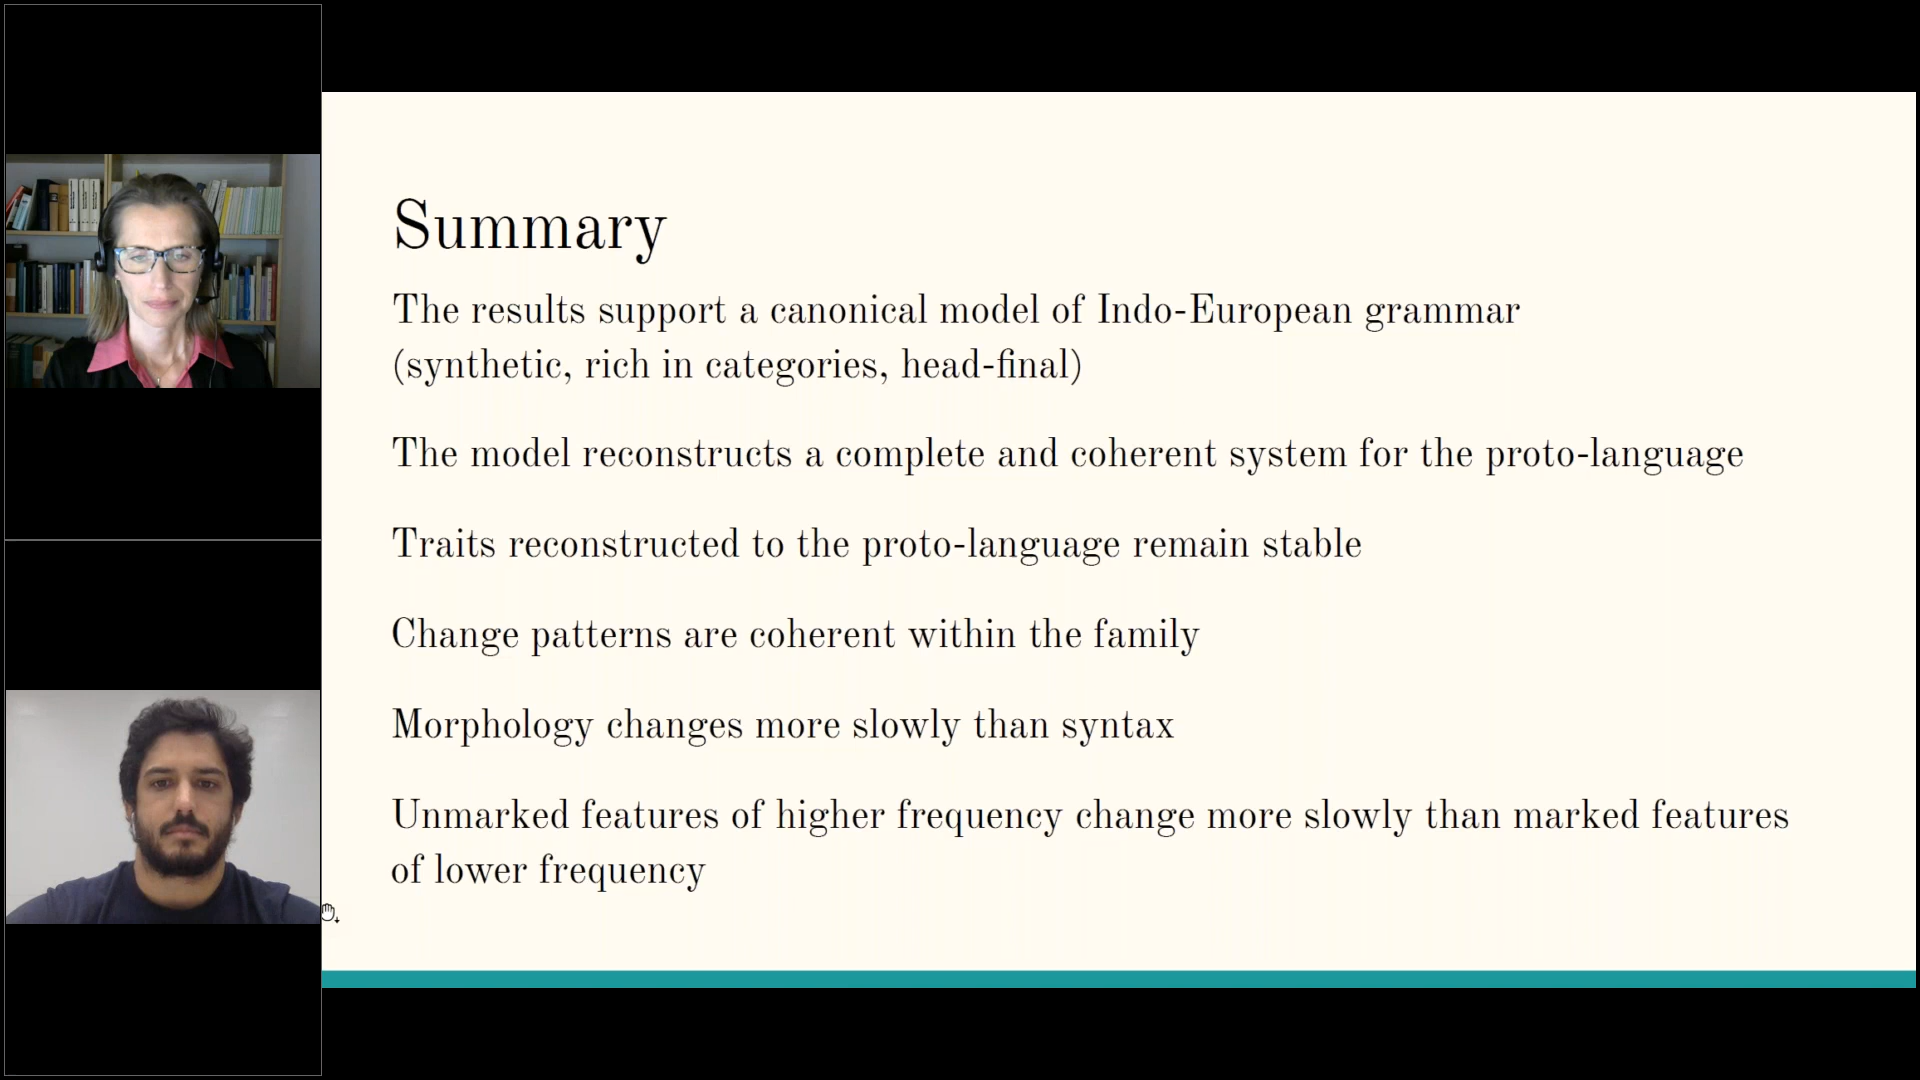 Summary
The results support a canonical model of Indo-European grammar
(synthetic, rich in categories, head-final)
The model reconstructs a complete and coherent system for the proto-language
Traits reconstructed to the proto-language remain stable
Change patterns are coherent within the family
Morphology changes more slowly than syntax
Unmarked features of higher frequency change more slowly than marked features
of lower frequency